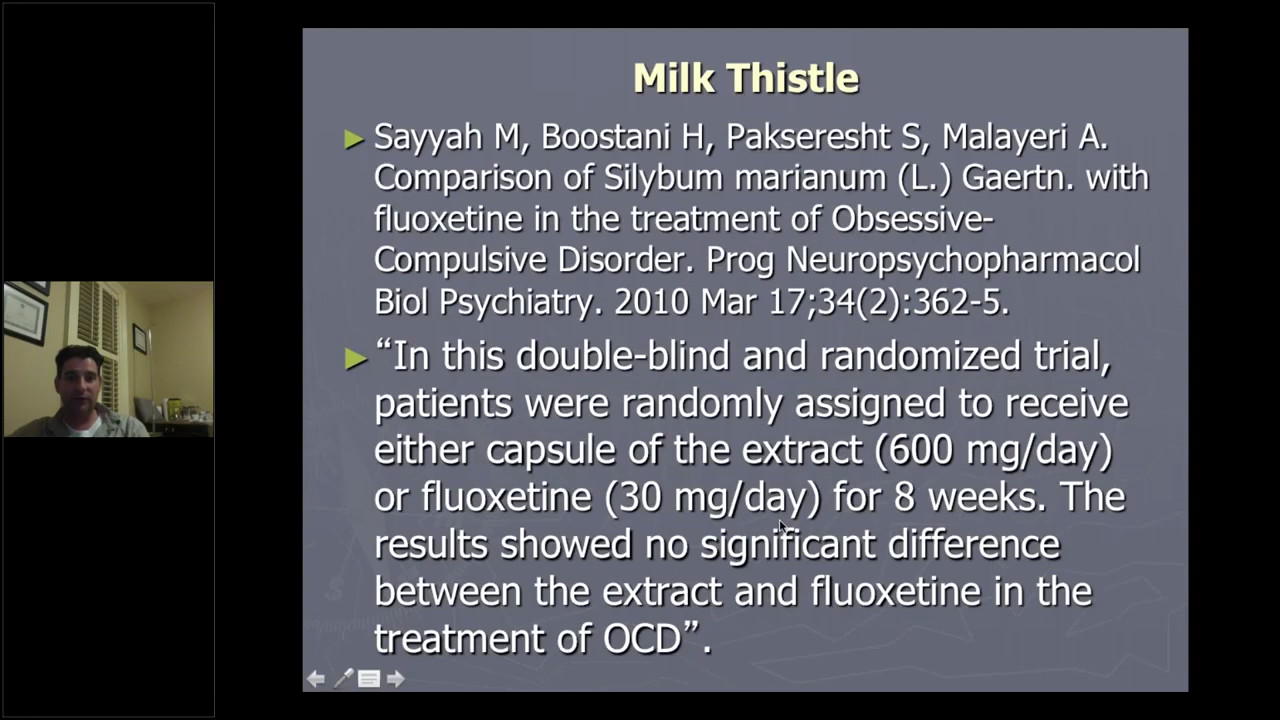 Milk Thistle
► Sayyah M, Boostani H, Pakseresht S, Malayeri A.
Comparison of Silybum marianum (L.) Gaertn. with
fluoxetine in the treatment of Obsessive-
Compulsive Disorder. Prog Neuropsychopharmacol
Biol Psychiatry. 2010 Mar 17;34(2):362-5.
► “In this double-blind and randomized trial,
patients were randomly assigned to receive
either capsule of the extract (600 mg/day)
or fluoxetine (30 mg/day) for 8 weeks. The
results showed no significant difference
between the extract and fluoxetine in the
treatment of OCD”.